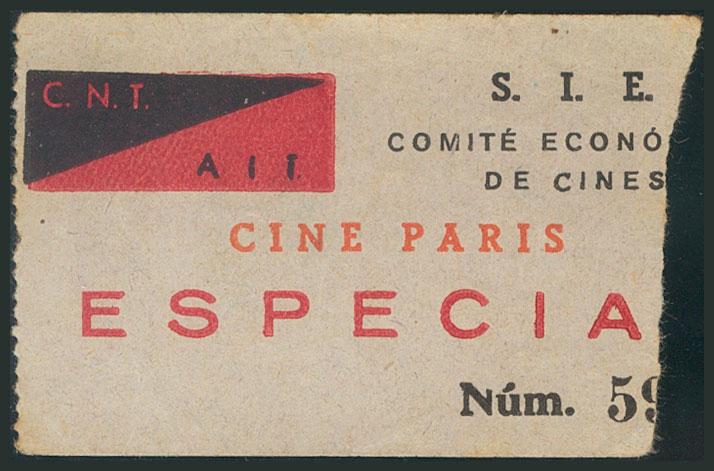 C. N. T.
A I T.
S. I. E.
COMITÉ ECONÓ
DE CINES
CINE PARIS
ESPECIA
Núm. 59